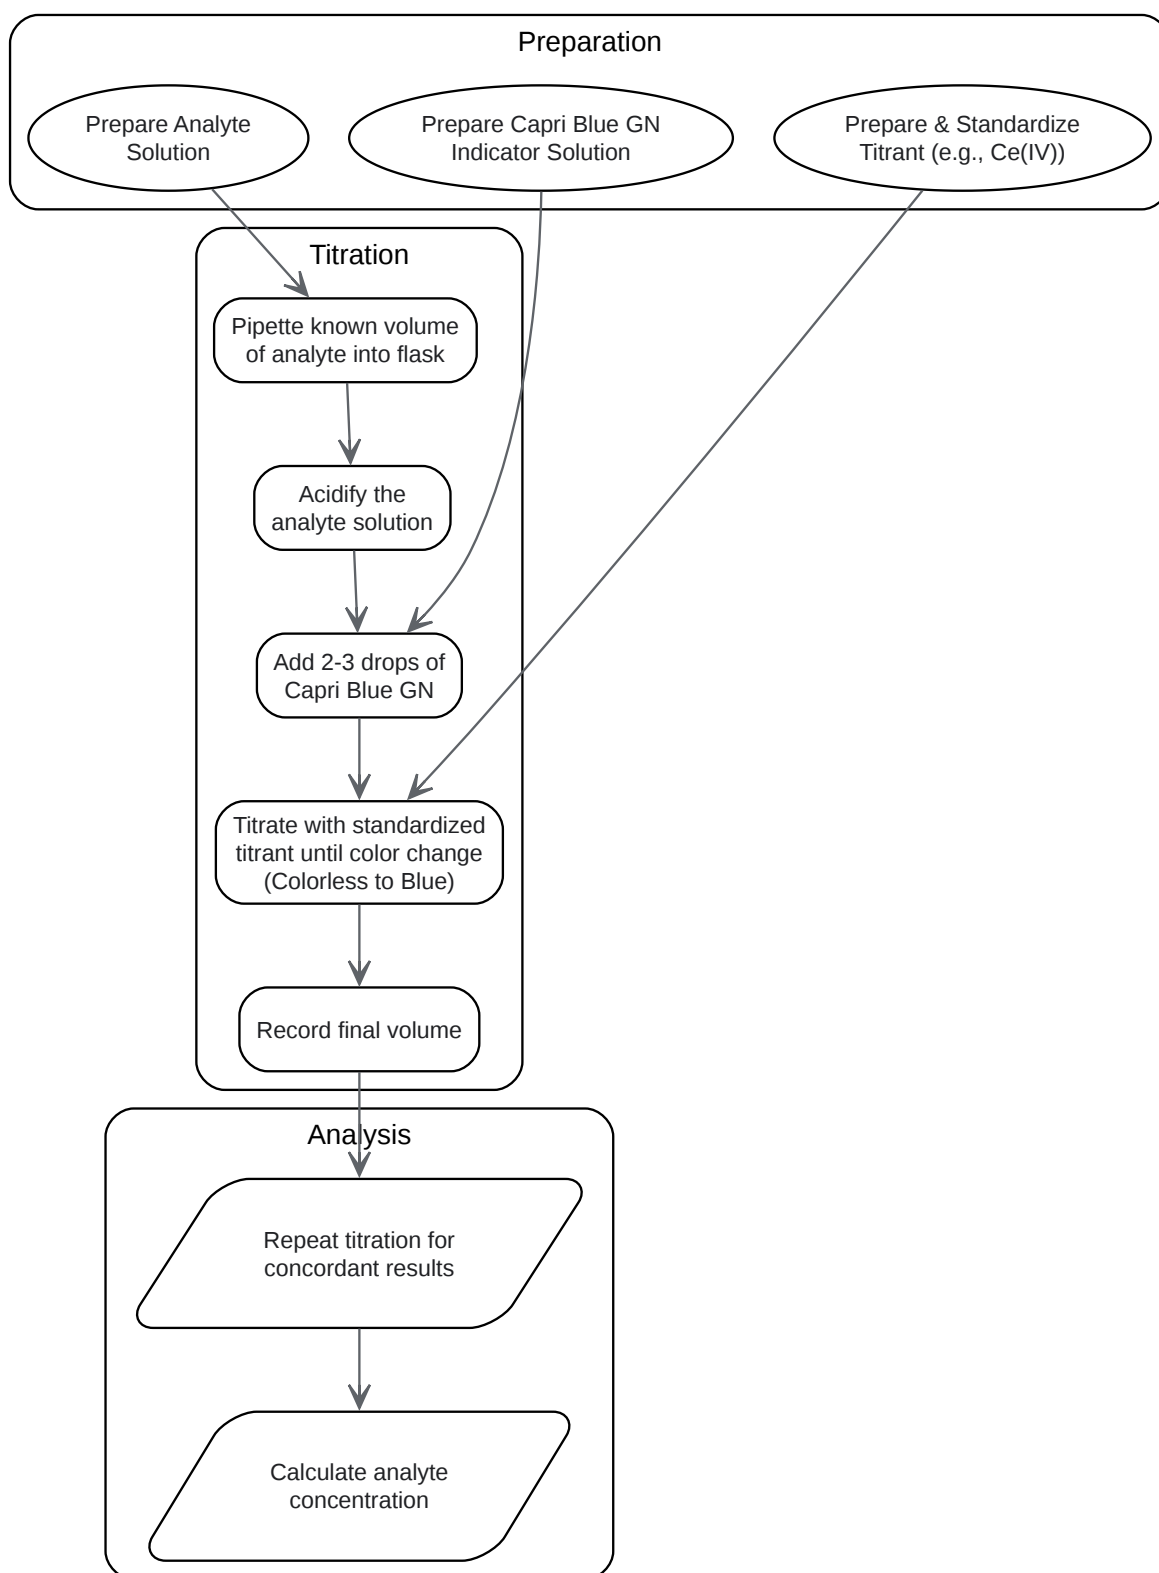 Preparation
Prepare Analyte
Solution
Prepare Capri Blue GN
Indicator Solution
Prepare & Standardize
Titrant (e.g., Ce(IV))
Titration
Pipette known volume
of analyte into flask
Acidify the
analyte solution
Add 2-3 drops of
Capri Blue GN
Titrate with standardized
titrant until color change
(Colorless to Blue)
Record final volume
Analysis
Repeat titration for
concordant results
Calculate analyte
concentration